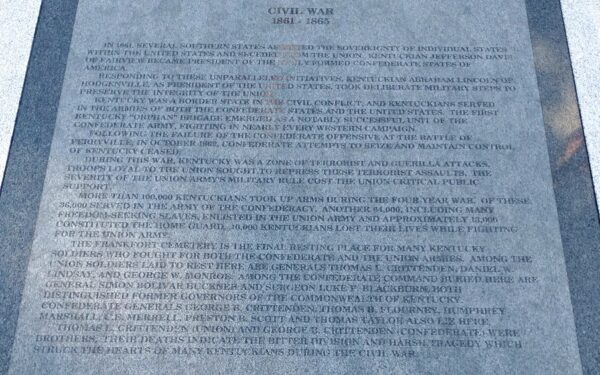 CIVIL WAR
1861 - 1865
IN 1861, SEVERAL SOUTHERN STATES ASSERTED THE SOVEREIGNTY OF INDIVIDUAL STATES
WITHIN THE UNITED STATES AND SECEDED FROM THE UNION. KENTUCKIAN JEFFERSON DAVIS
OF FAIRVIEW BECAME PRESIDENT OF THE NEWLY FORMED CONFEDERATE STATES OF
AMERICA.
RESPONDING TO THESE UNPARALLELED INITIATIVES, KENTUCKIAN ABRAHAM LINCOLN OF
HODGENVILLE, AS PRESIDENT OF THE UNITED STATES, TOOK DELIBERATE MILITARY STEPS TO
PRESERVE THE INTEGRITY OF THE UNION.
KENTUCKY WAS A BORDER STATE IN THE CIVIL CONFLICT, AND KENTUCKIANS SERVED
IN THE ARMIES OF BOTH THE CONFEDERATE STATES AND THE UNITED STATES. THE FIRST
KENTUCKY "ORPHAN" BRIGADE EMERGED AS A NOTABLY SUCCESSFUL UNIT OF THE
CONFEDERATE ARMY, FIGHTING IN NEARLY EVERY WESTERN CAMPAIGN.
FOLLOWING THE FAILURE OF THE CONFEDERATE OFFENSIVE AT THE BATTLE OF
PERRYVILLE, IN OCTOBER 1862, CONFEDERATE ATTEMPTS TO SEIZE AND MAINTAIN CONTROL
OF KENTUCKY CEASED.
DURING THIS WAR, KENTUCKY WAS A ZONE OF TERRORIST AND GUERILLA ATTACKS.
TROOPS LOYAL TO THE UNION SOUGHT TO REPRESS THESE TERRORIST ASSAULTS. THE
SEVERITY OF THE UNION ARMY'S MILITARY RULE COST THE UNION CRITICAL PUBLIC
SUPPORT.
MORE THAN 100,000 KENTUCKIANS TOOK UP ARMS DURING THE FOUR YEAR WAR. OF THESE
36,000 SERVED IN THE ARMY OF THE CONFEDERACY. ANOTHER 64,000, INCLUDING MANY
FREEDOM-SEEKING SLAVES, ENLISTED IN THE UNION ARMY AND APPROXIMATELY
CONSTITUTED THE HOME GUARD. 10,000 KENTUCKIANS LOST THEIR LIVES WHILE FIGHTING
FOR THE UNION ARMY.
THE FRANKFORT CEMETERY IS THE FINAL RESTING PLACE FOR MANY KENTUCKY
SOLDIERS WHO FOUGHT FOR BOTH THE CONFEDERATE AND THE UNION ARMIES. AMONG THE
UNION SOLDIERS LAID TO REST HERE ARE GENERALS THOMAS L. CRITTENDEN, DANIEL W.
LINDSAY, AND GEORGE W. MONROE. AMONG THE CONFEDERATE COMMAND BURIED HERE ARE
GENERAL SIMON BOLIVAR BUCKNER AND SURGEON LUKE P. BLACKBURN, BOTH
DISTINGUISHED FORMER GOVERNORS OF THE COMMONWEALTH OF KENTUCKY.
CONFEDERATE GENERALS GEORGE B. CRITTENDEN, THOMAS B. FLOURNEY, HUMPHREY
MARSHALL, MERRELL, PRESTON B. SCOTT AND THOMAS TAYLOR ALSO LIE HERE.
THOMAS L. CRITTENDEN (UNION) AND GEORGE B. CRITTENDEN (CONFEDERATE) WERE
BROTHERS. THEIR DEATHS INDICATE THE BITTER DIVISION AND HARSH TRAGEDY WHICH
STRUCK THE HEARTS OF MANY KENTUCKIANS DURING THE CIVIL WAR.